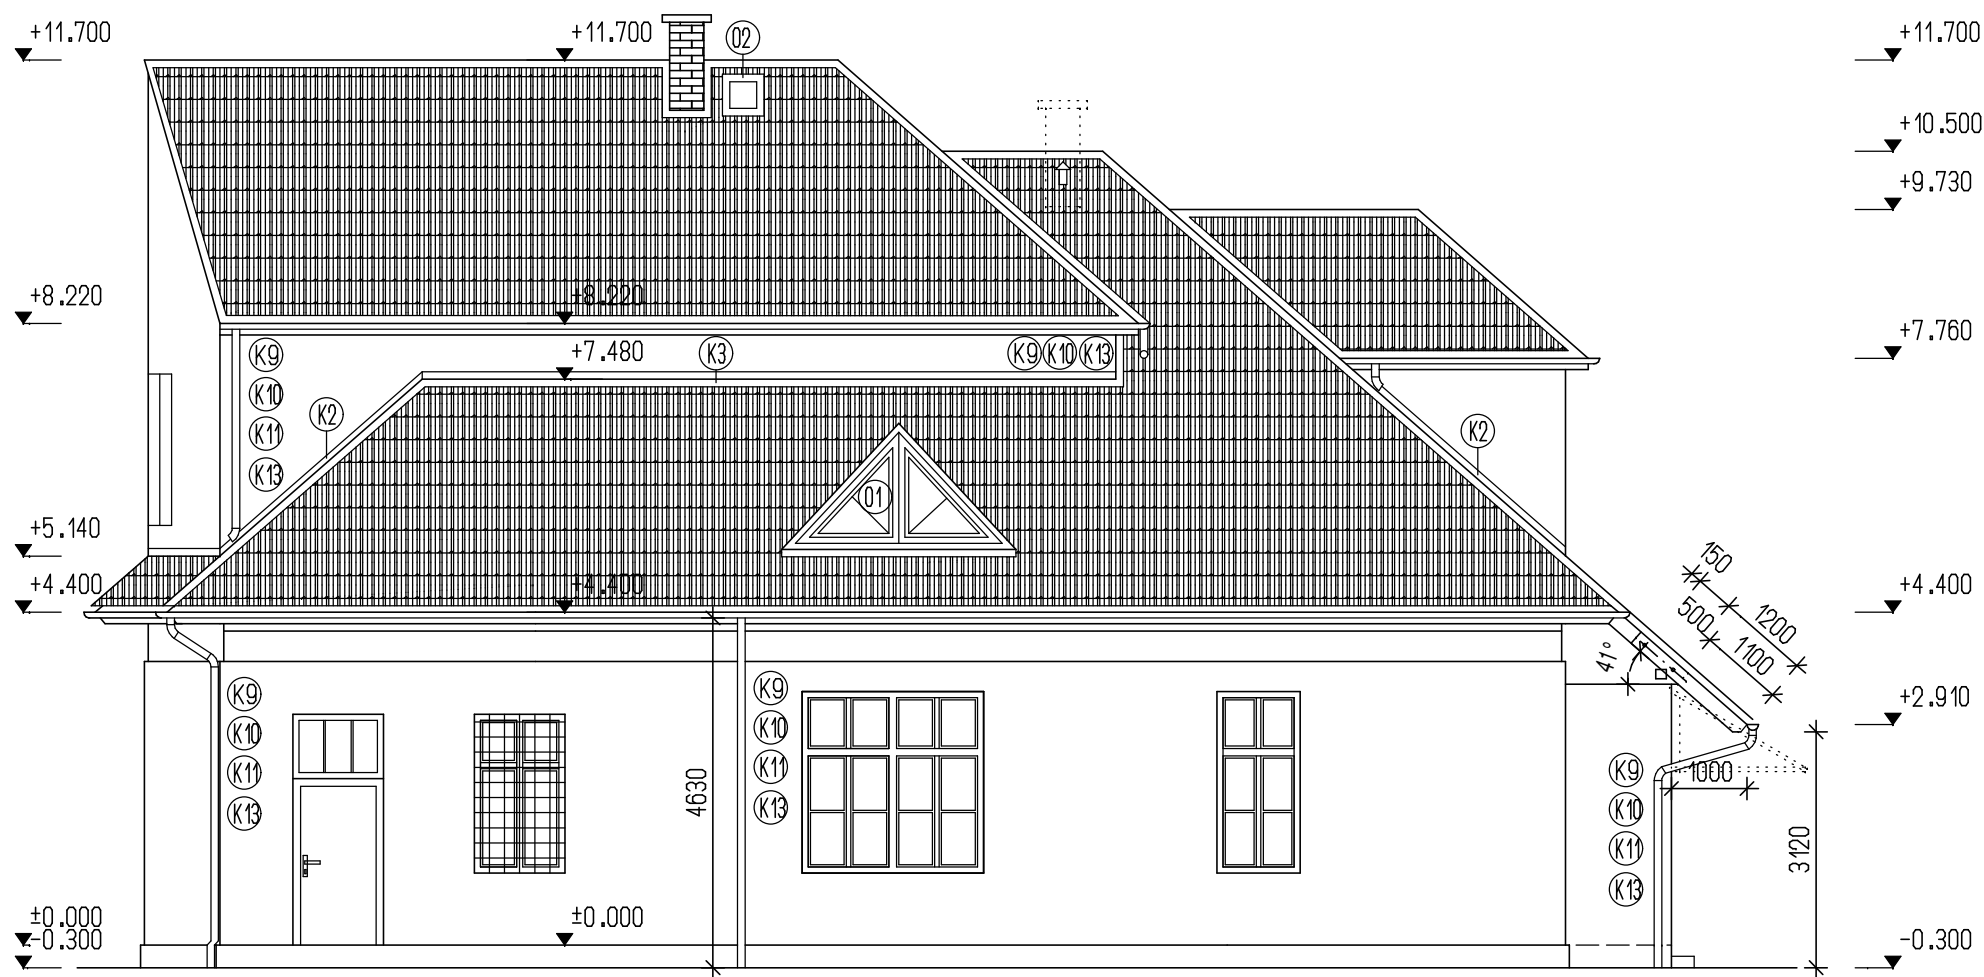 +11.700
+11.700
02
+11.700
+10.500
+9.730
+8.220
+8.220
+7.480
K3
K9 K10 K13
+7.760
K9
K10
K11
K13
K2
K2
01
+5.140
+4.400
+4.400
150
500
1200
1100
41°
+4.400
+2.910
K9
K10
K11
K13
4630
K9
K10
K11
K13
K9
K10
K11
K13
1000
3120
±0.000
-0.300
±0.000
-0.300